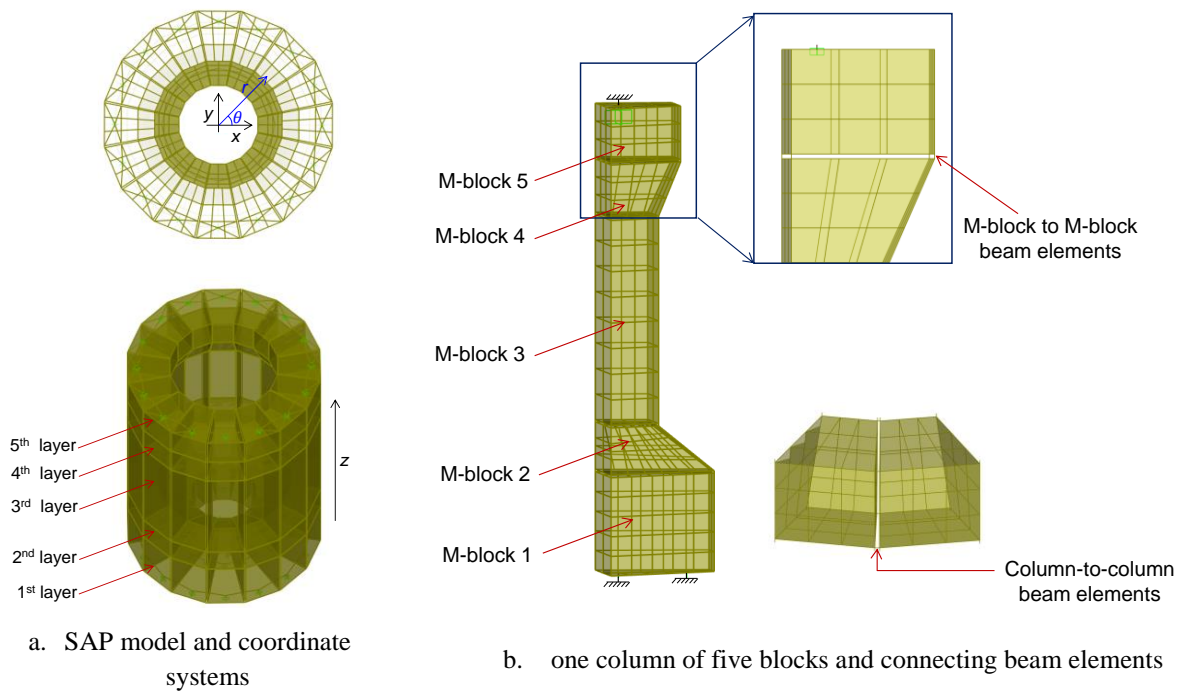 y
r
θ
x
5th layer
4th layer
3rd layer
2nd layer
1st layer
z
a. SAP model and coordinate
systems
M-block 5
M-block 4
M-block 3
M-block 2
M-block 1
M-block to M-block
beam elements
Column-to-column
beam elements
b. one column of five blocks and connecting beam elements